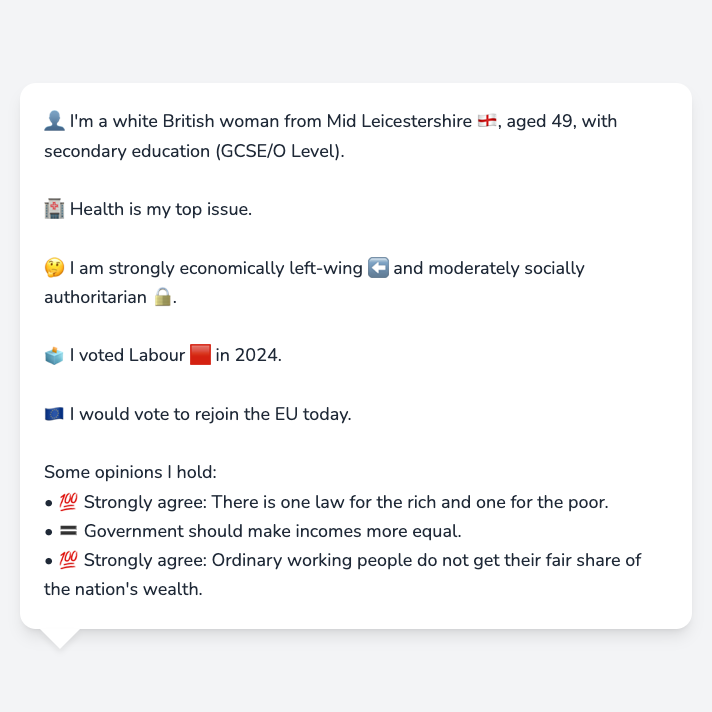 👤 I'm a white British woman from Mid Leicestershire 🏴󠁧󠁢󠁥󠁮󠁧󠁿, aged 49, with
secondary education (GCSE/O Level).
🏥 Health is my top issue.
🤔 I am strongly economically left-wing ⬅️ and moderately socially
authoritarian 🔒.
🗳️ I voted Labour 🟥 in 2024.
🇪🇺 I would vote to rejoin the EU today.
Some opinions I hold:
• 💯 Strongly agree: There is one law for the rich and one for the poor.
• 🟰 Government should make incomes more equal.
• 💯 Strongly agree: Ordinary working people do not get their fair share of
the nation's wealth.